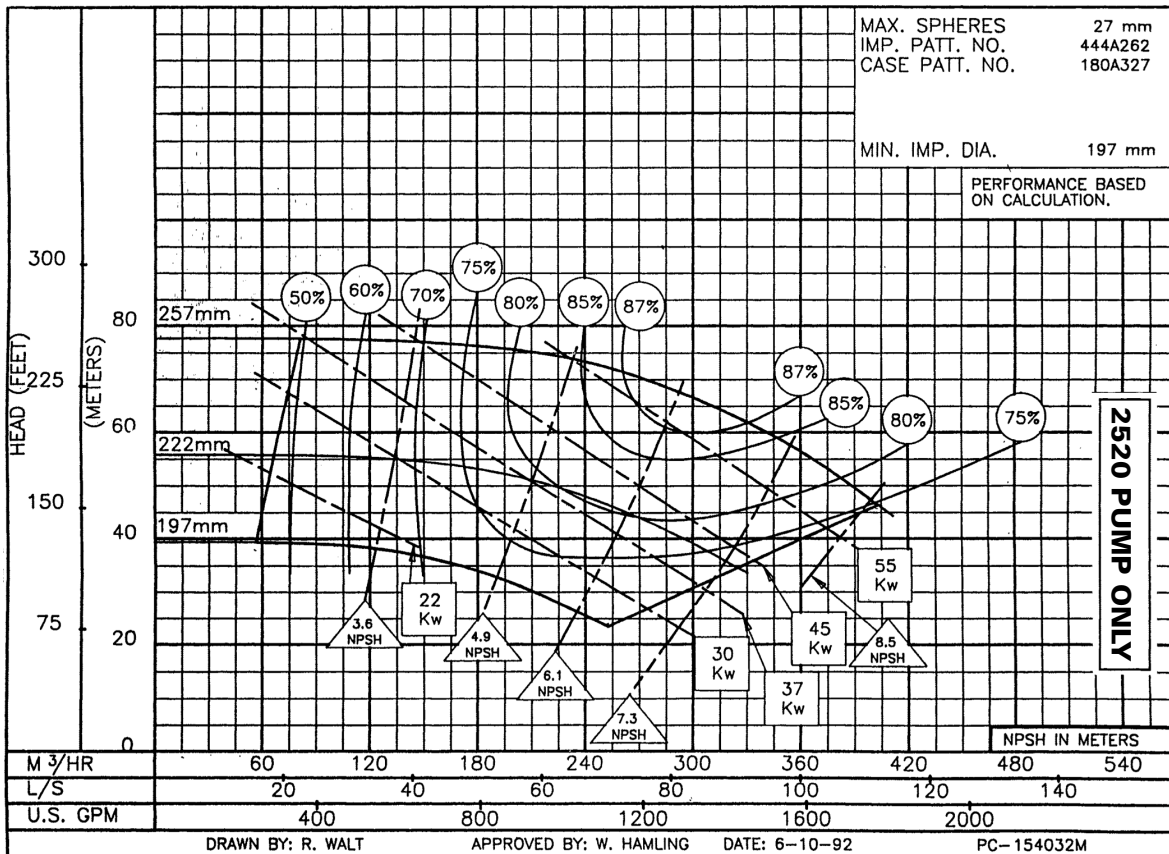 MAX. SPHERES 27 mm
IMP. PATT. NO. 444A262
CASE PATT. NO. 180A327
MIN. IMP. DIA. 197 mm
PERFORMANCE BASED
ON CALCULATION.
HEAD (FEET)
(METERS)
300
225
150
75
80
60
40
20
0
257mm
222mm
197mm
50%
60%
70%
75%
80%
85%
87%
87%
85%
80%
75%
22
Kw
30
Kw
37
Kw
45
Kw
55
Kw
3.6
NPSH
4.9
NPSH
6.1
NPSH
7.3
NPSH
8.5
NPSH
2520 PUMP ONLY
NPSH IN METERS
M³/HR 60 120 180 240 300 360 420 480 540
L/S 20 40 60 80 100 120 140
U.S. GPM 400 800 1200 1600 2000
DRAWN BY: R. WALT APPROVED BY: W. HAMLING DATE: 6-10-92 PC-154032M